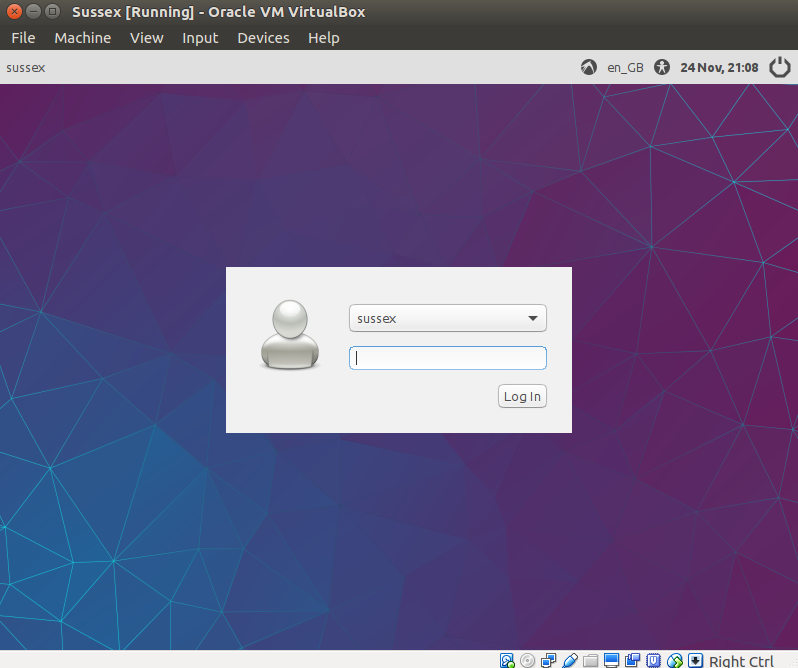 Sussex [Running] - Oracle VM VirtualBox
File Machine View Input Devices Help
sussex en_GB 24 Nov, 21:08
sussex
Log In
Right Ctrl